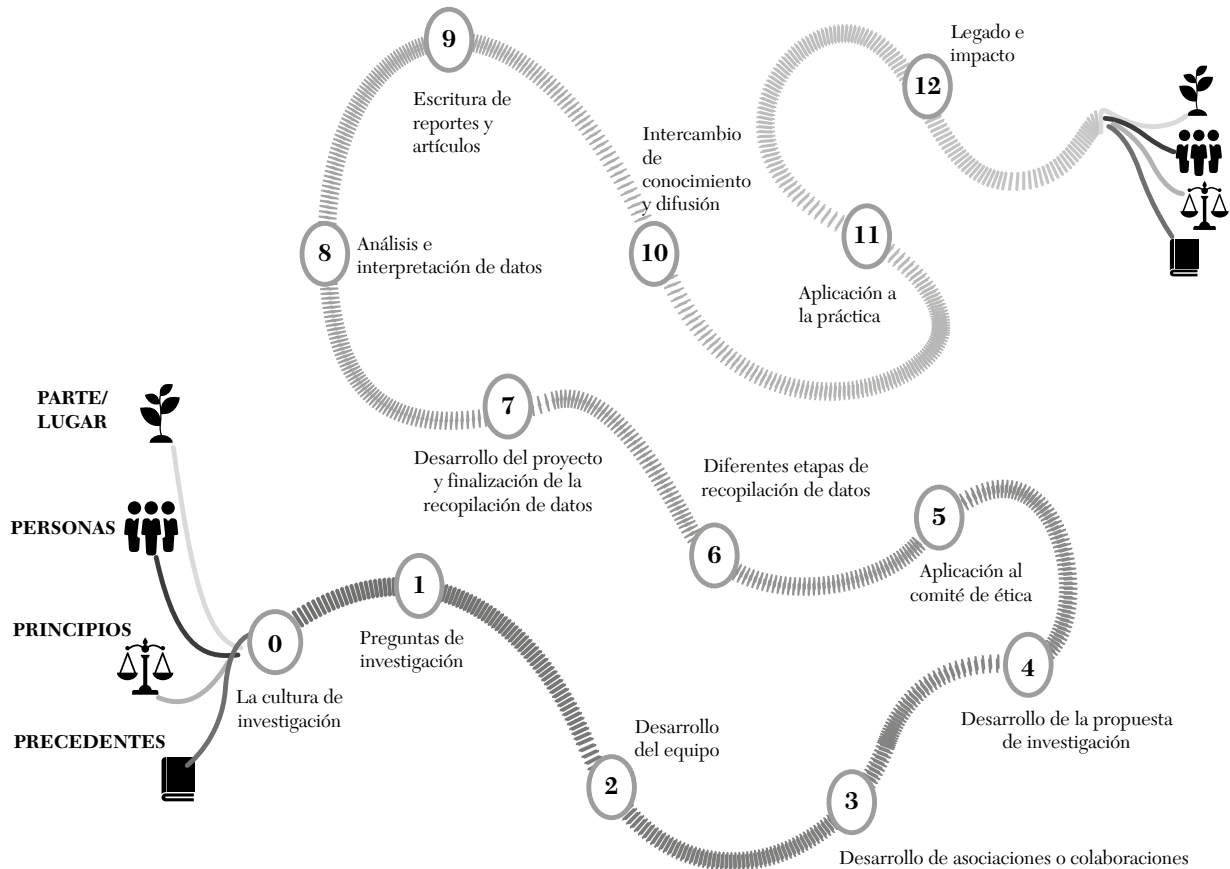 9
Escritura de
reportes y
artículos
Legado e
impacto
12
Intercambio
de
conocimiento
y difusión
10
11
Aplicación a
la práctica
8
Análisis e
interpretación de datos
PARTE/
LUGAR
7
Desarrollo del proyecto
y finalización de la
recopilación de datos
Diferentes etapas de
recopilación de datos
6
5
Aplicación al
comité de ética
PERSONAS
PRINCIPIOS
PRECEDENTES
0
La cultura de
investigación
1
Preguntas de
investigación
Desarrollo
del equipo
2
4
Desarrollo de la propuesta
de investigación
3
Desarrollo de asociaciones o colaboraciones